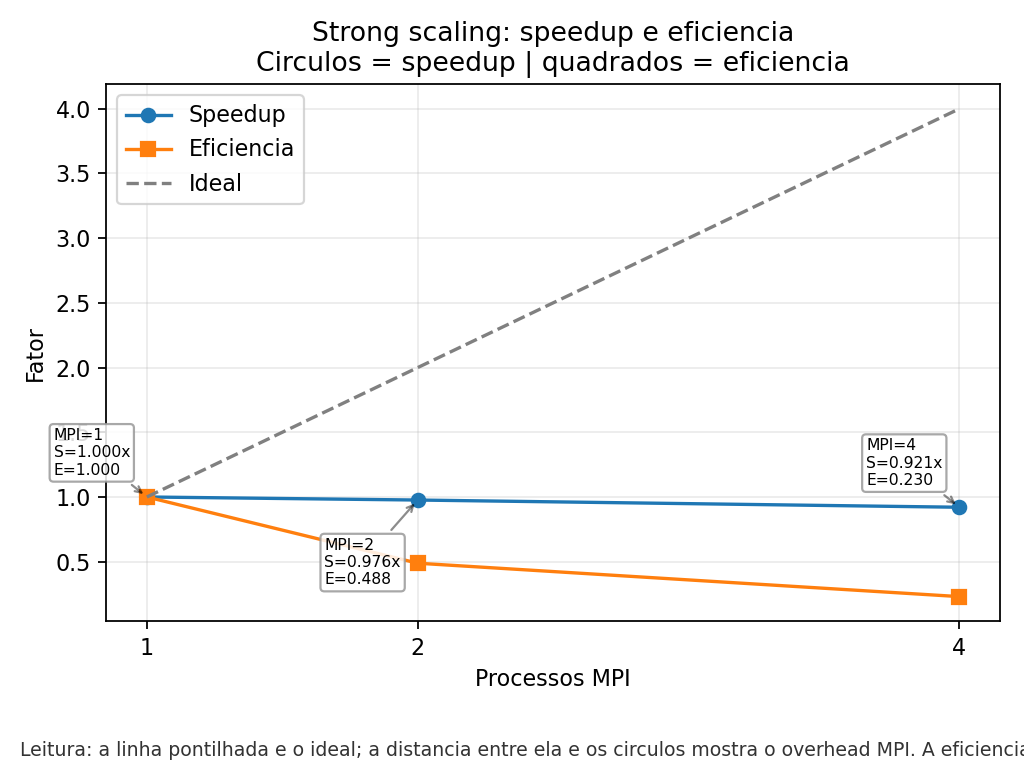 Strong scaling: speedup e eficiencia
Circulos = speedup | quadrados = eficiencia
Speedup
Eficiencia
Ideal
4.0
3.5
3.0
2.5
2.0
1.0
0.5
Fator
MPI=1
S=1.000x
E=1.000
MPI=2
S=0.976x
E=0.488
MPI=4
S=0.921x
E=0.230
1
2
4
Processos MPI
Leitura: a linha pontilhada e o ideal; a distancia entre ela e os circulos mostra o overhead MPI. A eficiencia